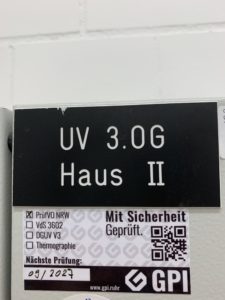 UV 3.OG
Haus II
PrüfVO NRW
VdS 3602
DGUV V3
Thermographie
Mit Sicherheit
Geprüft.
Nächste Prüfung:
09/2027
www.gpi.ruhr
GPI